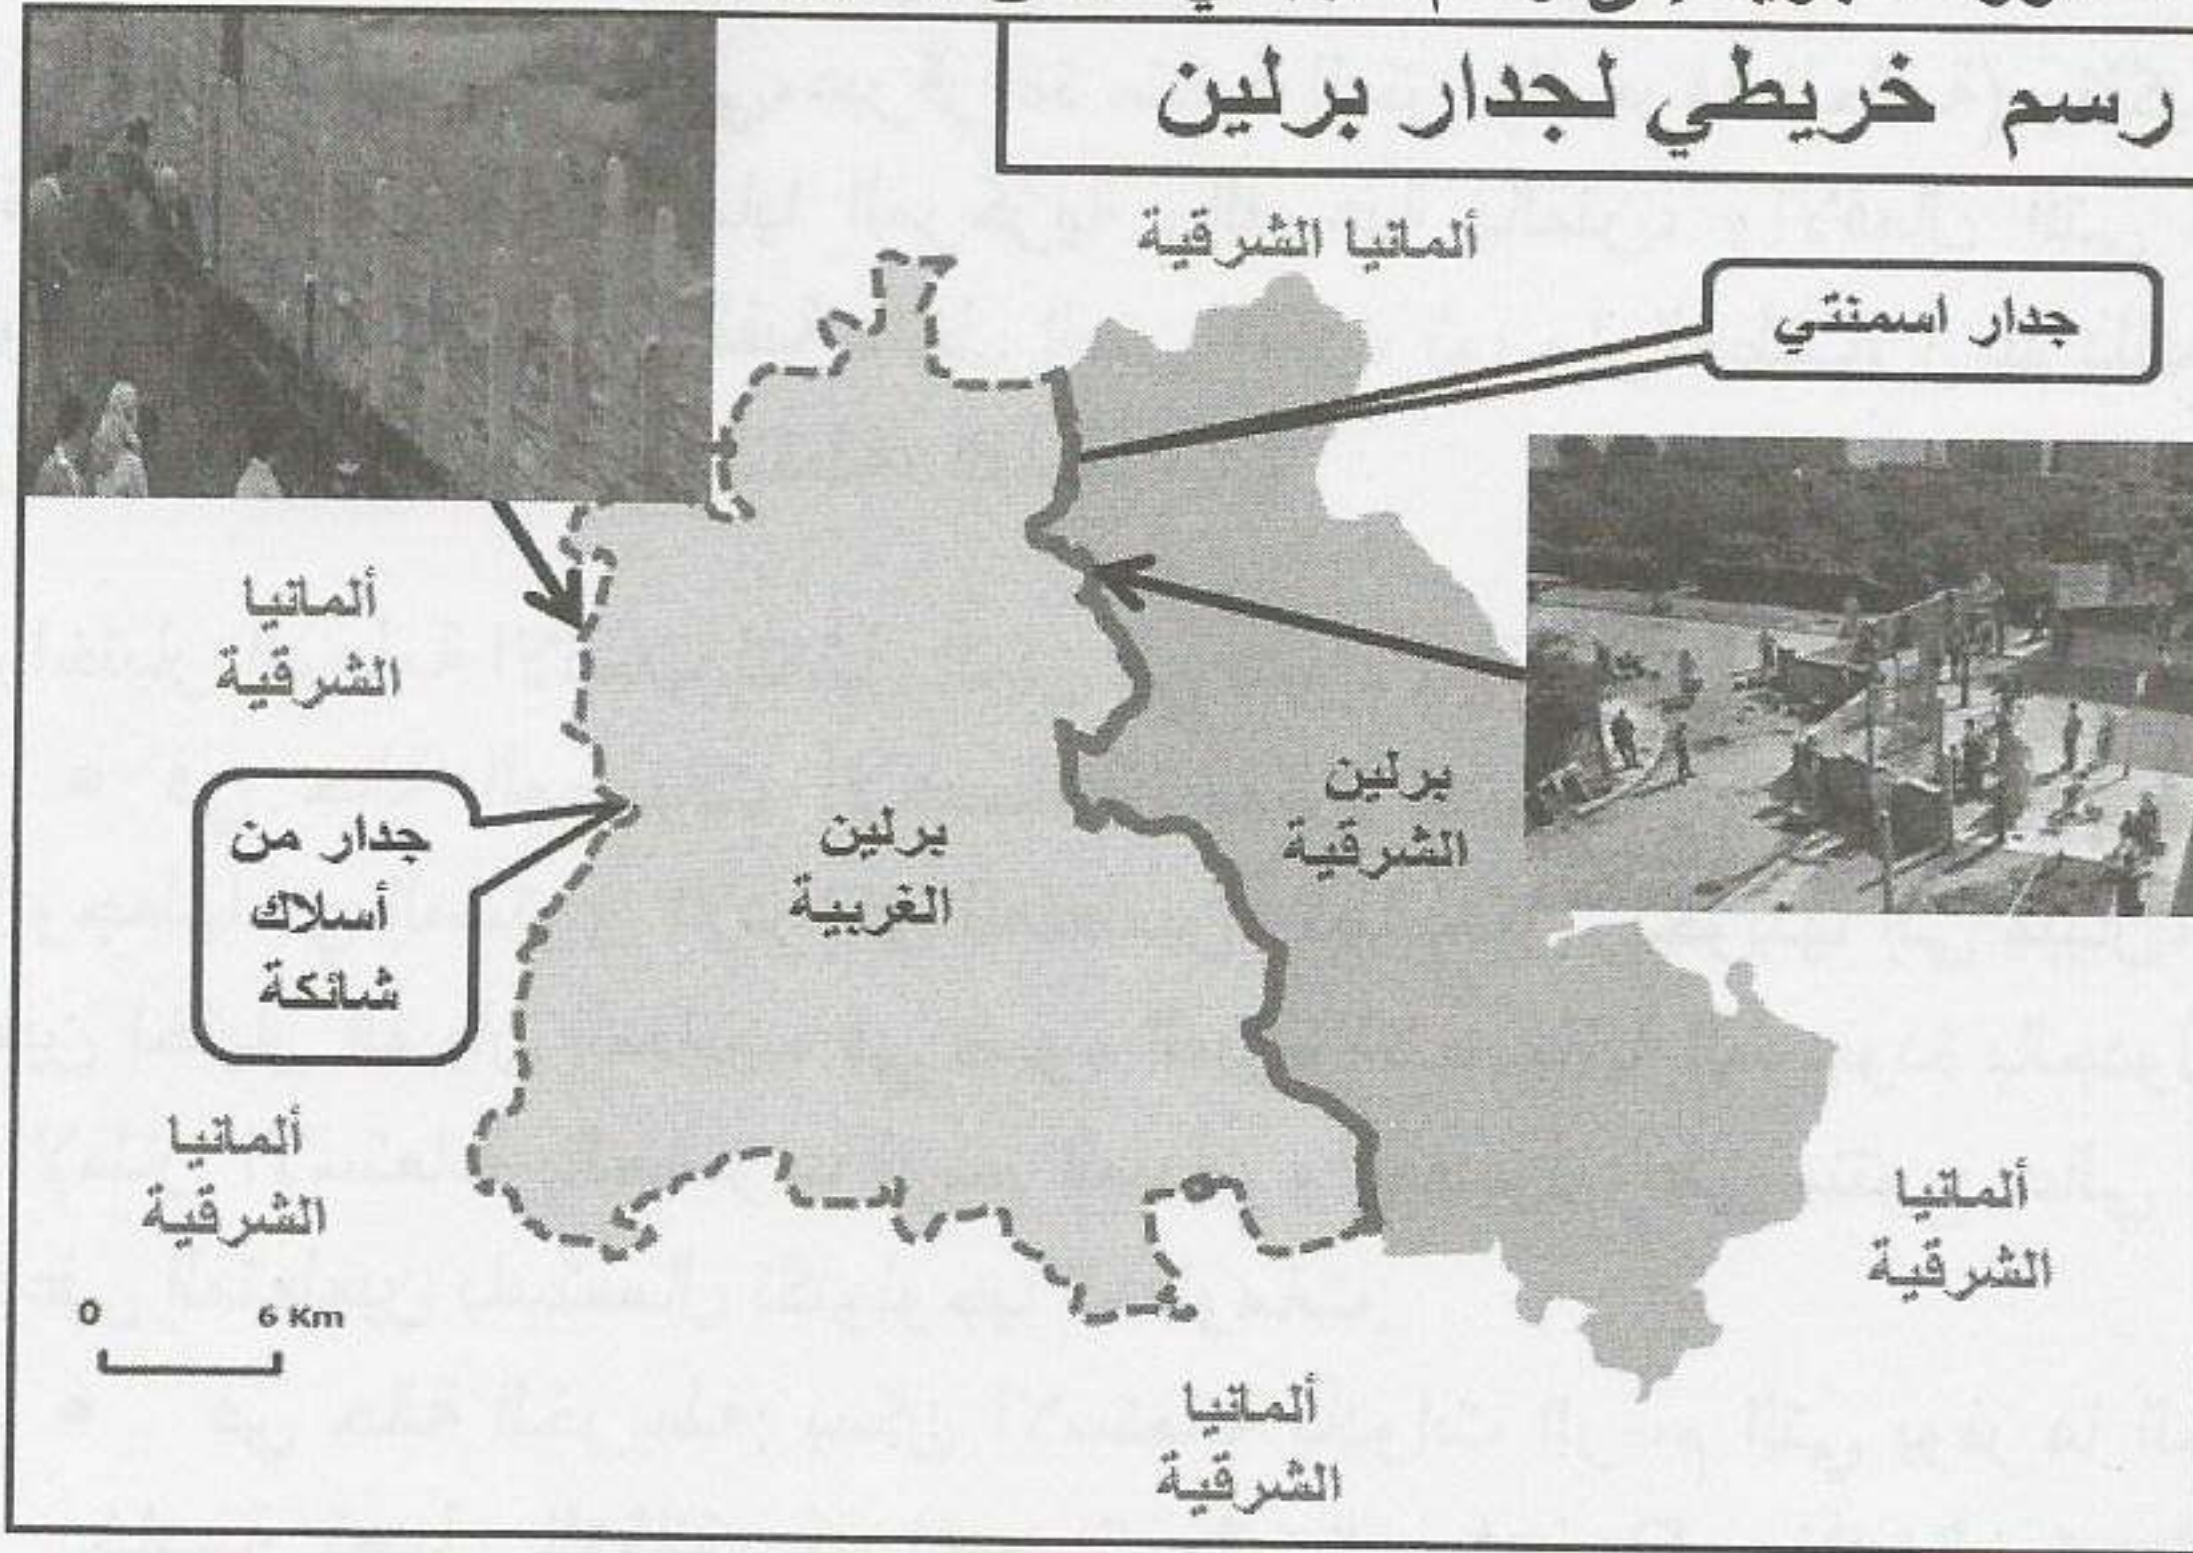 رسم خريطي لجدار برلين
ألمانيا الشرقية
جدار اسمنتي
ألمانيا
الشرقية
جدار من
أسلاك
شائكة
برلين
الغربية
برلين
الشرقية
ألمانيا
الشرقية
ألمانيا
الشرقية
0 6 Km
ألمانيا
الشرقية